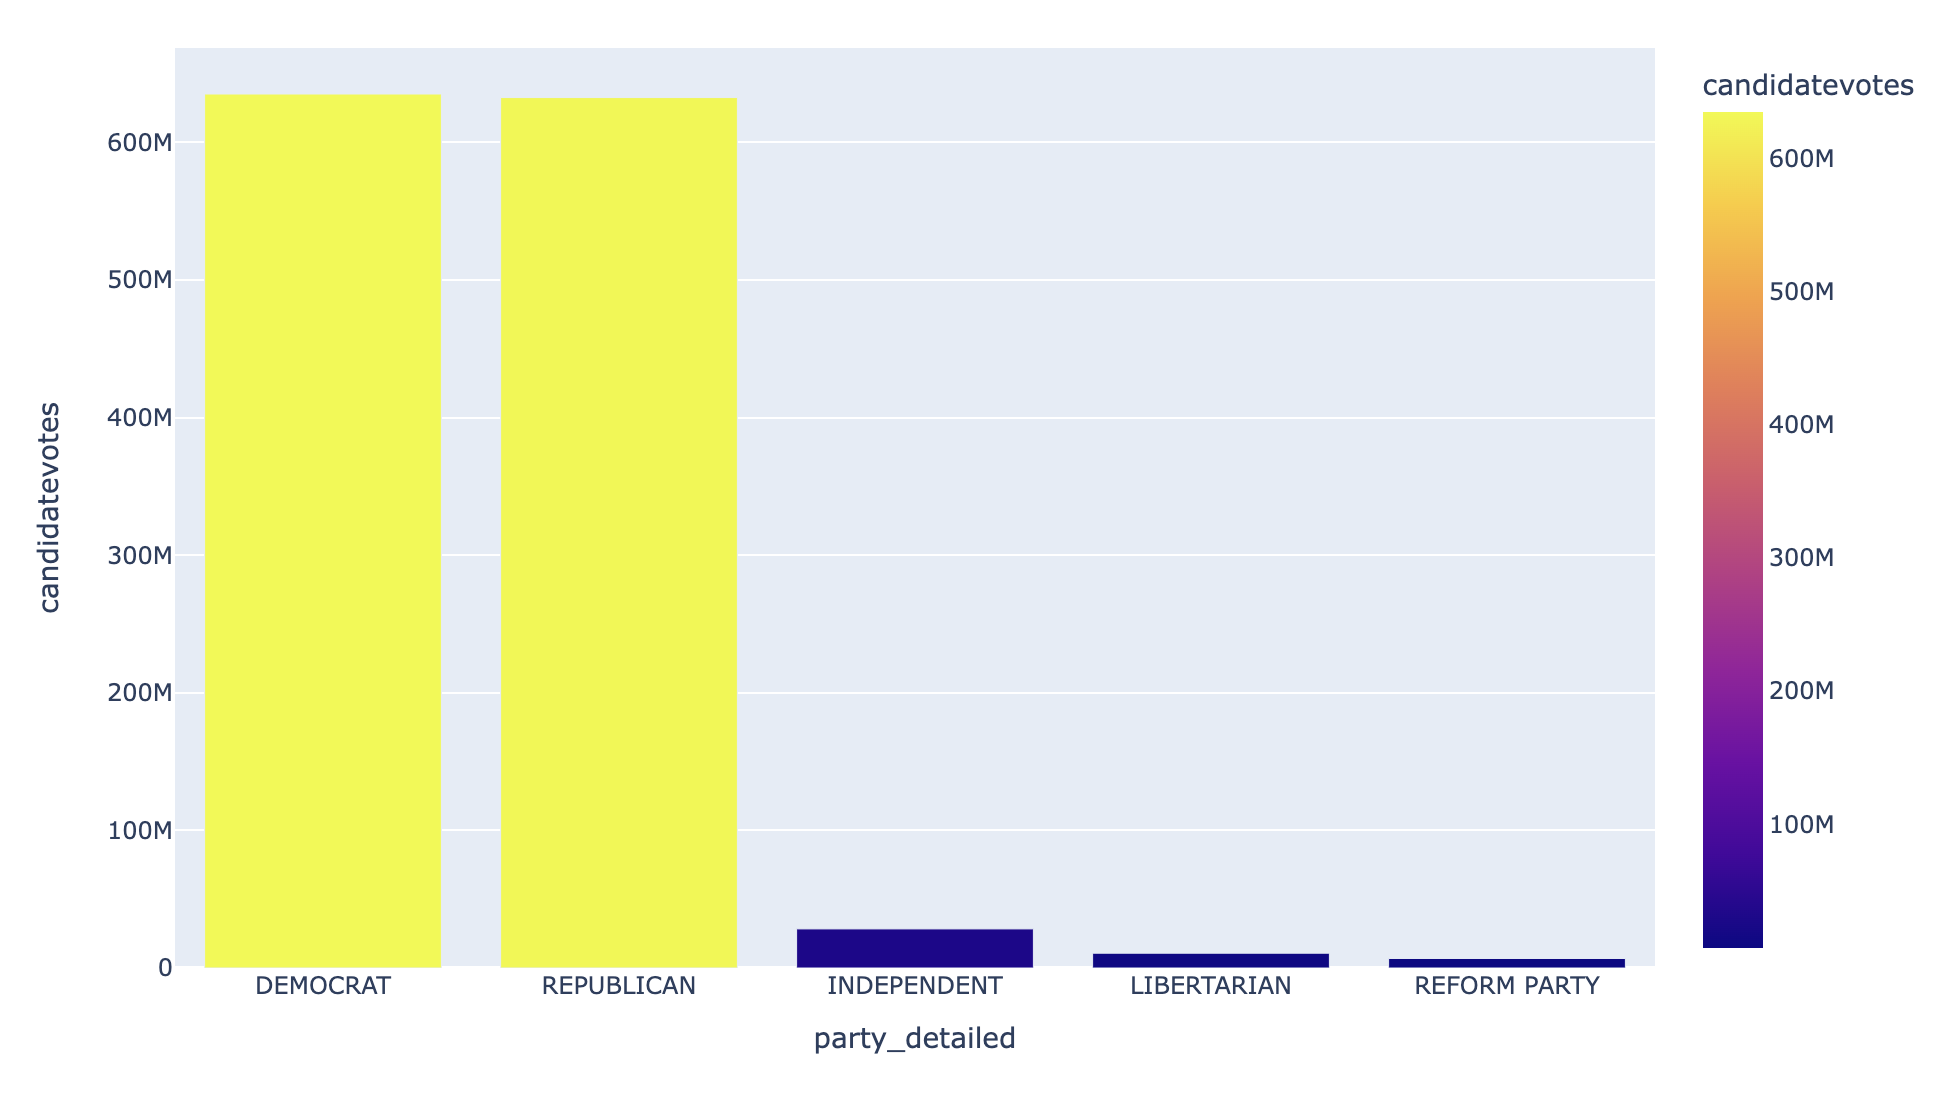 candidatevotes
600M
500M
400M
300M
200M
100M
0
DEMOCRAT
REPUBLICAN
INDEPENDENT
LIBERTARIAN
REFORM PARTY
party_detailed
candidatevotes
600M
500M
400M
300M
200M
100M